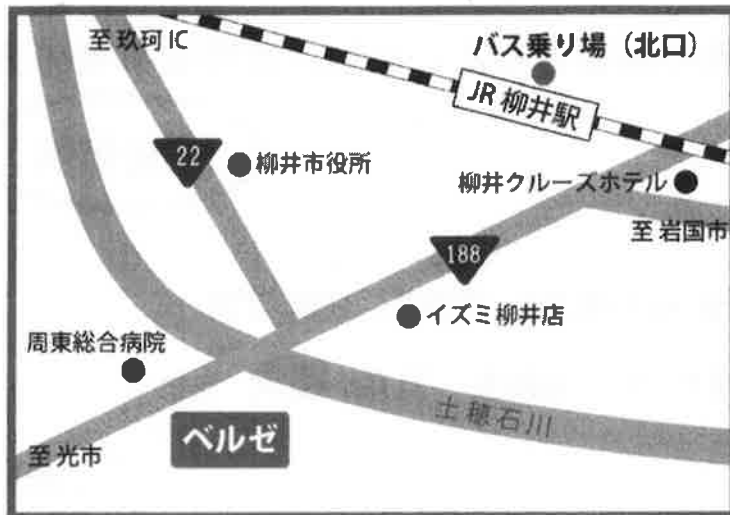 至玖珂IC
バス乗り場（北口）
JR柳井駅
22
柳井市役所
柳井クルーズホテル
至岩国市
188
イズミ柳井店
周東総合病院
土穂石川
ベルゼ
至光市